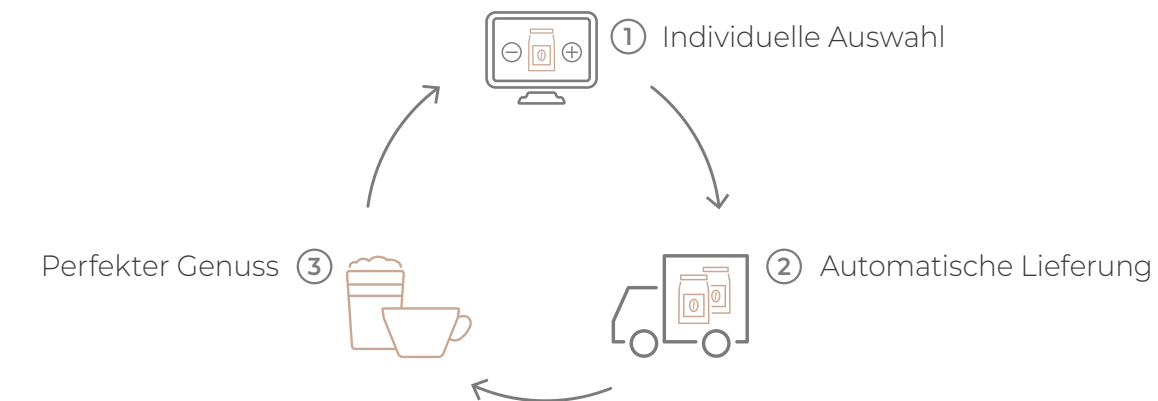 1 Individuelle Auswahl
Perfekter Genuss 3
2 Automatische Lieferung